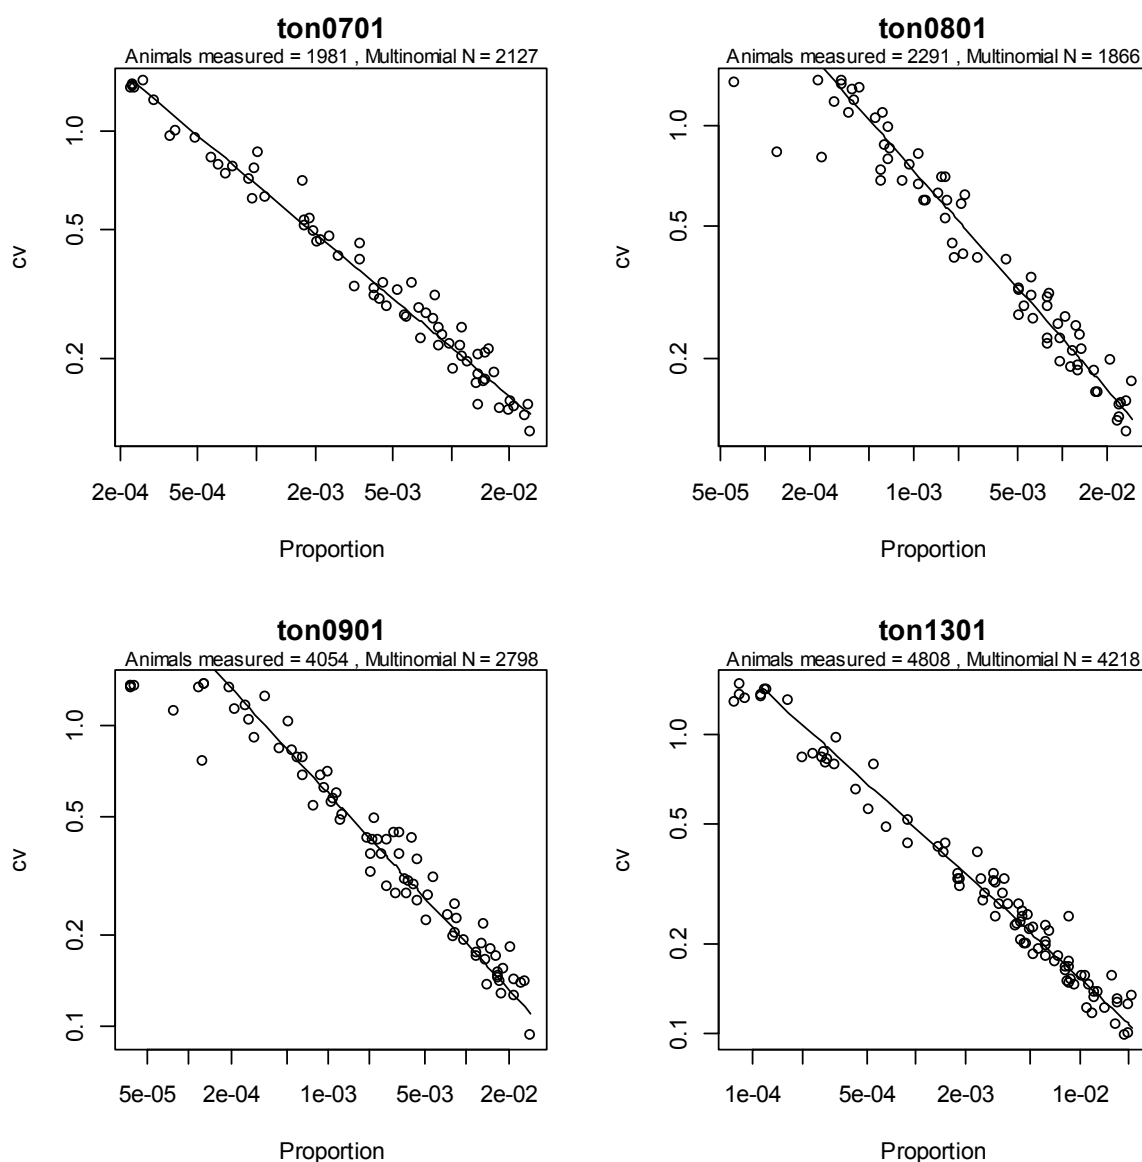 ton0701
Animals measured = 1981 , Multinomial N = 2127
cv
1.0
0.5
0.2
2e-04 5e-04 2e-03 5e-03 2e-02
Proportion
ton0801
Animals measured = 2291 , Multinomial N = 1866
cv
1.0
0.5
0.2
5e-05 2e-04 1e-03 5e-03 2e-02
Proportion
ton0901
Animals measured = 4054 , Multinomial N = 2798
cv
1.0
0.5
0.2
0.1
5e-05 2e-04 1e-03 5e-03 2e-02
Proportion
ton1301
Animals measured = 4808 , Multinomial N = 4218
cv
1.0
0.5
0.2
0.1
1e-04 5e-04 2e-03 1e-02
Proportion